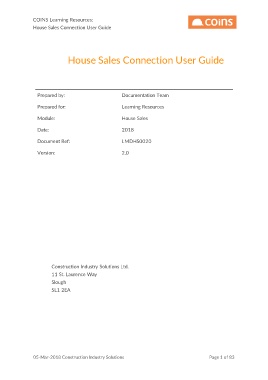 COINS Learning Resources:
House Sales Connection User Guide
COINS
House Sales Connection User Guide
Prepared by: Documentation Team
Prepared for: Learning Resources
Module: House Sales
Date: 2018
Document Ref: LMDHS0020
Version: 2.0
Construction Industry Solutions Ltd.
11 St. Laurence Way
Slough
SL1 2EA
05-Mar-2018 Construction Industry Solutions Page 1 of 83